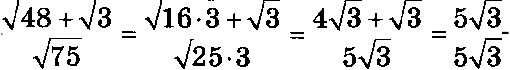 (√48 + √3)/√75 = (√16·3 + √3)/√25·3 = (4√3 + √3)/5√3 = 5√3/5√3